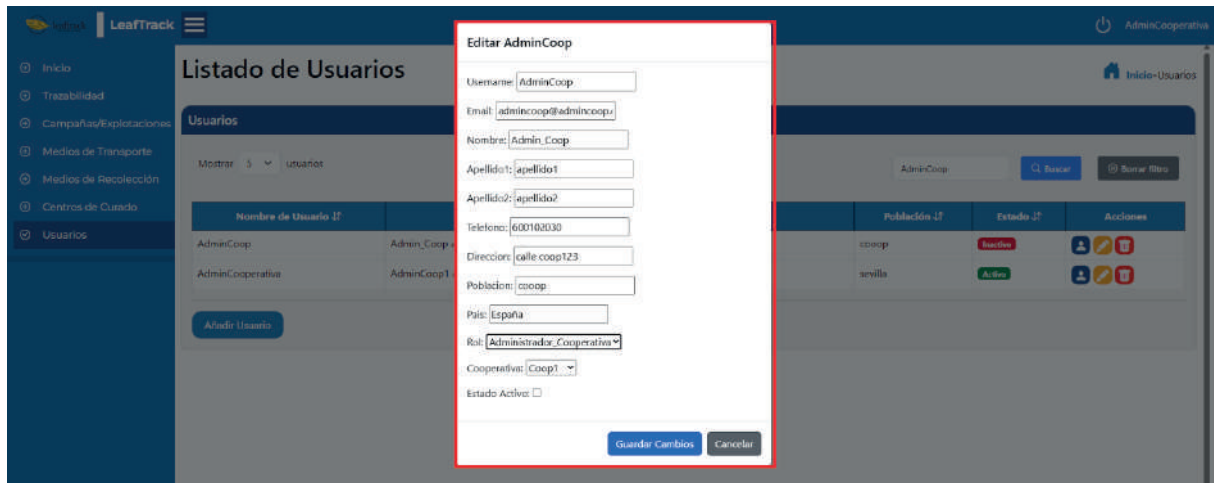 LeafTrack
AdminCooperativa
Inicio
Trazabilidad
Campañas/Explotaciones
Medios de Transporte
Medios de Recolección
Centros de Curado
Usuarios
Listado de Usuarios
Inicio-Usuarios
Usuarios
Mostrar 5 usuarios
AdminCoop
Buscar
Borrar filtro
Nombre de Usuario
Población
Estado
Acciones
AdminCoop
Admin_Coop
cooop
Inactivo
AdminCooperativa
AdminCoop1
sevilla
Activo
Añadir Usuario
Editar AdminCoop
Username: AdminCoop
Email: admincoop@admincoop.
Nombre: Admin_Coop
Apellido1: apellido1
Apellido2: apellido2
Telefono: 600102030
Direccion: calle coop123
Poblacion: cooop
Pais: España
Rol: Administrador_Cooperativa
Cooperativa: Coop1
Estado Activo:
Guardar Cambios
Cancelar